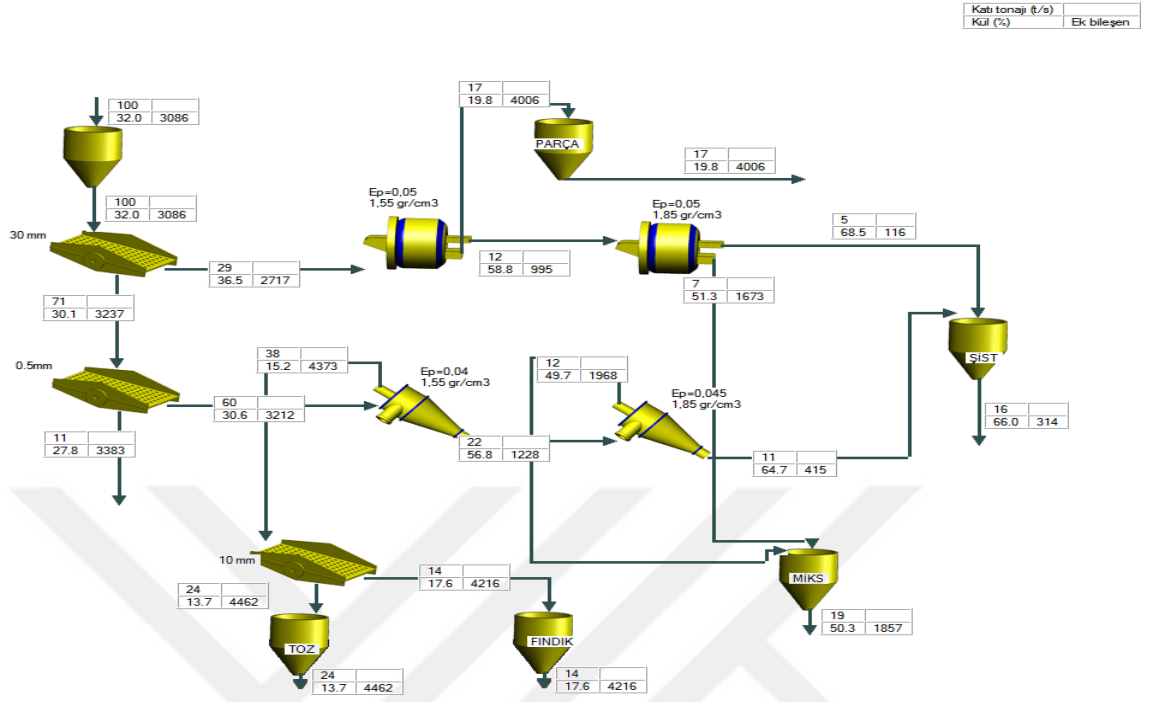 Katı tonajı (t/s)
Kül (%) Ek bileşen
100
32.0 3086
17
19.8 4006
PARÇA
17
19.8 4006
100
32.0 3086
Ep=0,05
1,55 gr/cm3
Ep=0,05
1,85 gr/cm3
5
68.5 116
30 mm
29
36.5 2717
12
58.8 995
7
51.3 1673
71
30.1 3237
ŞİST
0.5mm
38
15.2 4373
Ep=0,04
1,55 gr/cm3
12
49.7 1968
Ep=0,045
1,85 gr/cm3
60
30.6 3212
16
66.0 314
11
27.8 3383
22
56.8 1228
11
64.7 415
10 mm
14
17.6 4216
MİKS
24
13.7 4462
19
50.3 1857
TOZ
FINDIK
24
13.7 4462
14
17.6 4216